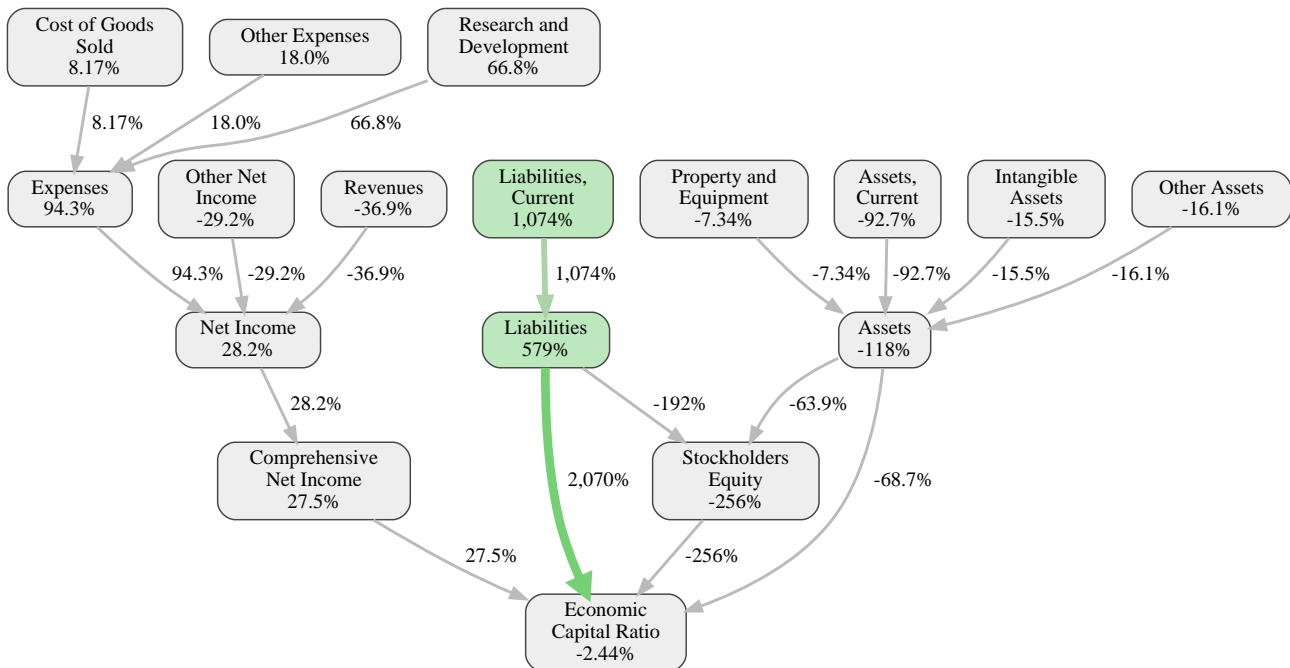 Cost of Goods
Sold
8.17%
Other Expenses
18.0%
Research and
Development
66.8%
8.17%
18.0%
66.8%
Expenses
94.3%
Other Net
Income
-29.2%
Revenues
-36.9%
Liabilities,
Current
1,074%
Property and
Equipment
-7.34%
Assets,
Current
-92.7%
Intangible
Assets
-15.5%
Other Assets
-16.1%
94.3%
-29.2%
-36.9%
1,074%
-7.34%
-92.7%
-15.5%
-16.1%
Net Income
28.2%
Liabilities
579%
Assets
-118%
28.2%
-192%
-63.9%
Comprehensive
Net Income
27.5%
2,070%
Stockholders
Equity
-256%
-68.7%
27.5%
-256%
Economic
Capital Ratio
-2.44%